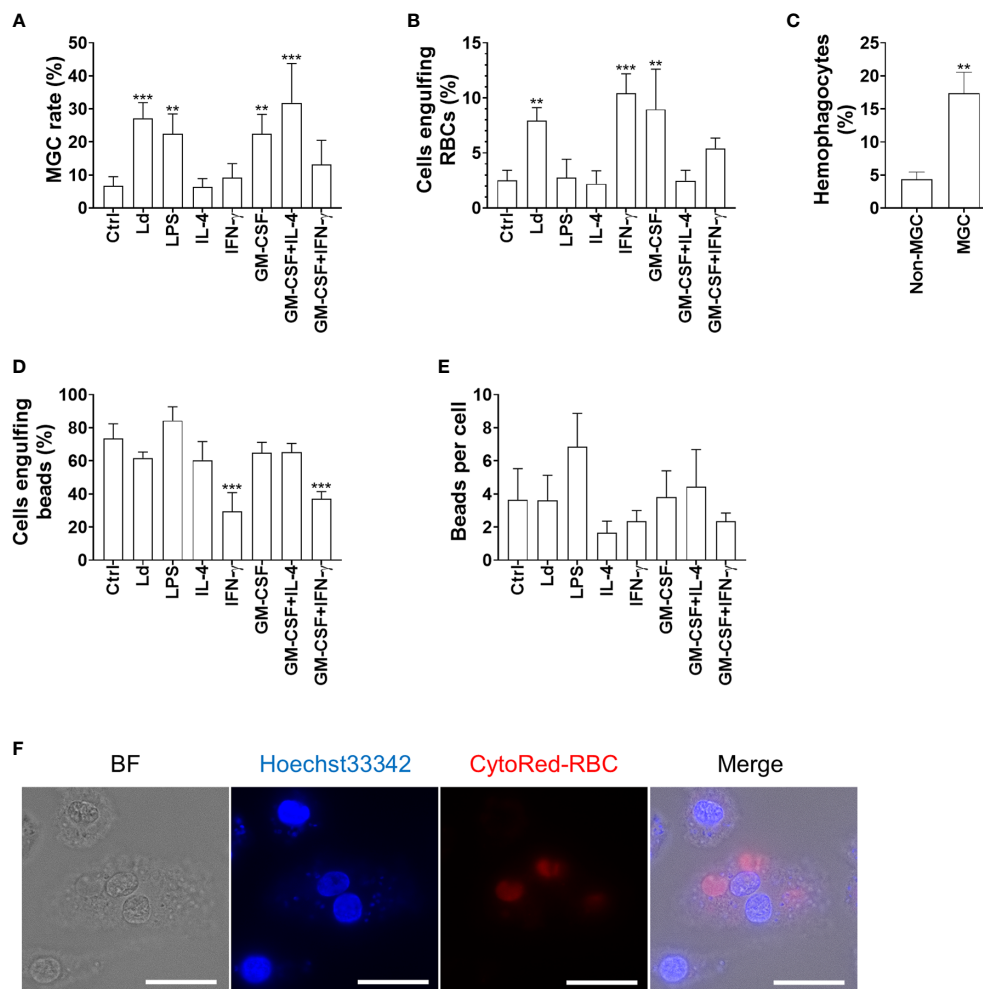 A
MGC rate (%)
50
40
30
20
10
0
***
**
**
***
Ctrl
Ld
LPS
IL-4
IFN-γ
GM-CSF
GM-CSF+IL-4
GM-CSF+IFN-γ
B
Cells engulfing
RBCs (%)
15
10
5
0
**
***
**
Ctrl
Ld
LPS
IL-4
IFN-γ
GM-CSF
GM-CSF+IL-4
GM-CSF+IFN-γ
C
Hemophagocytes
(%)
25
20
15
10
5
0
**
Non-MGC
MGC
D
Cells engulfing
beads (%)
100
80
60
40
20
0
***
***
Ctrl
Ld
LPS
IL-4
IFN-γ
GM-CSF
GM-CSF+IL-4
GM-CSF+IFN-γ
E
Beads per cell
10
8
6
4
2
0
Ctrl
Ld
LPS
IL-4
IFN-γ
GM-CSF
GM-CSF+IL-4
GM-CSF+IFN-γ
F
BF
Hoechst33342
CytoRed-RBC
Merge